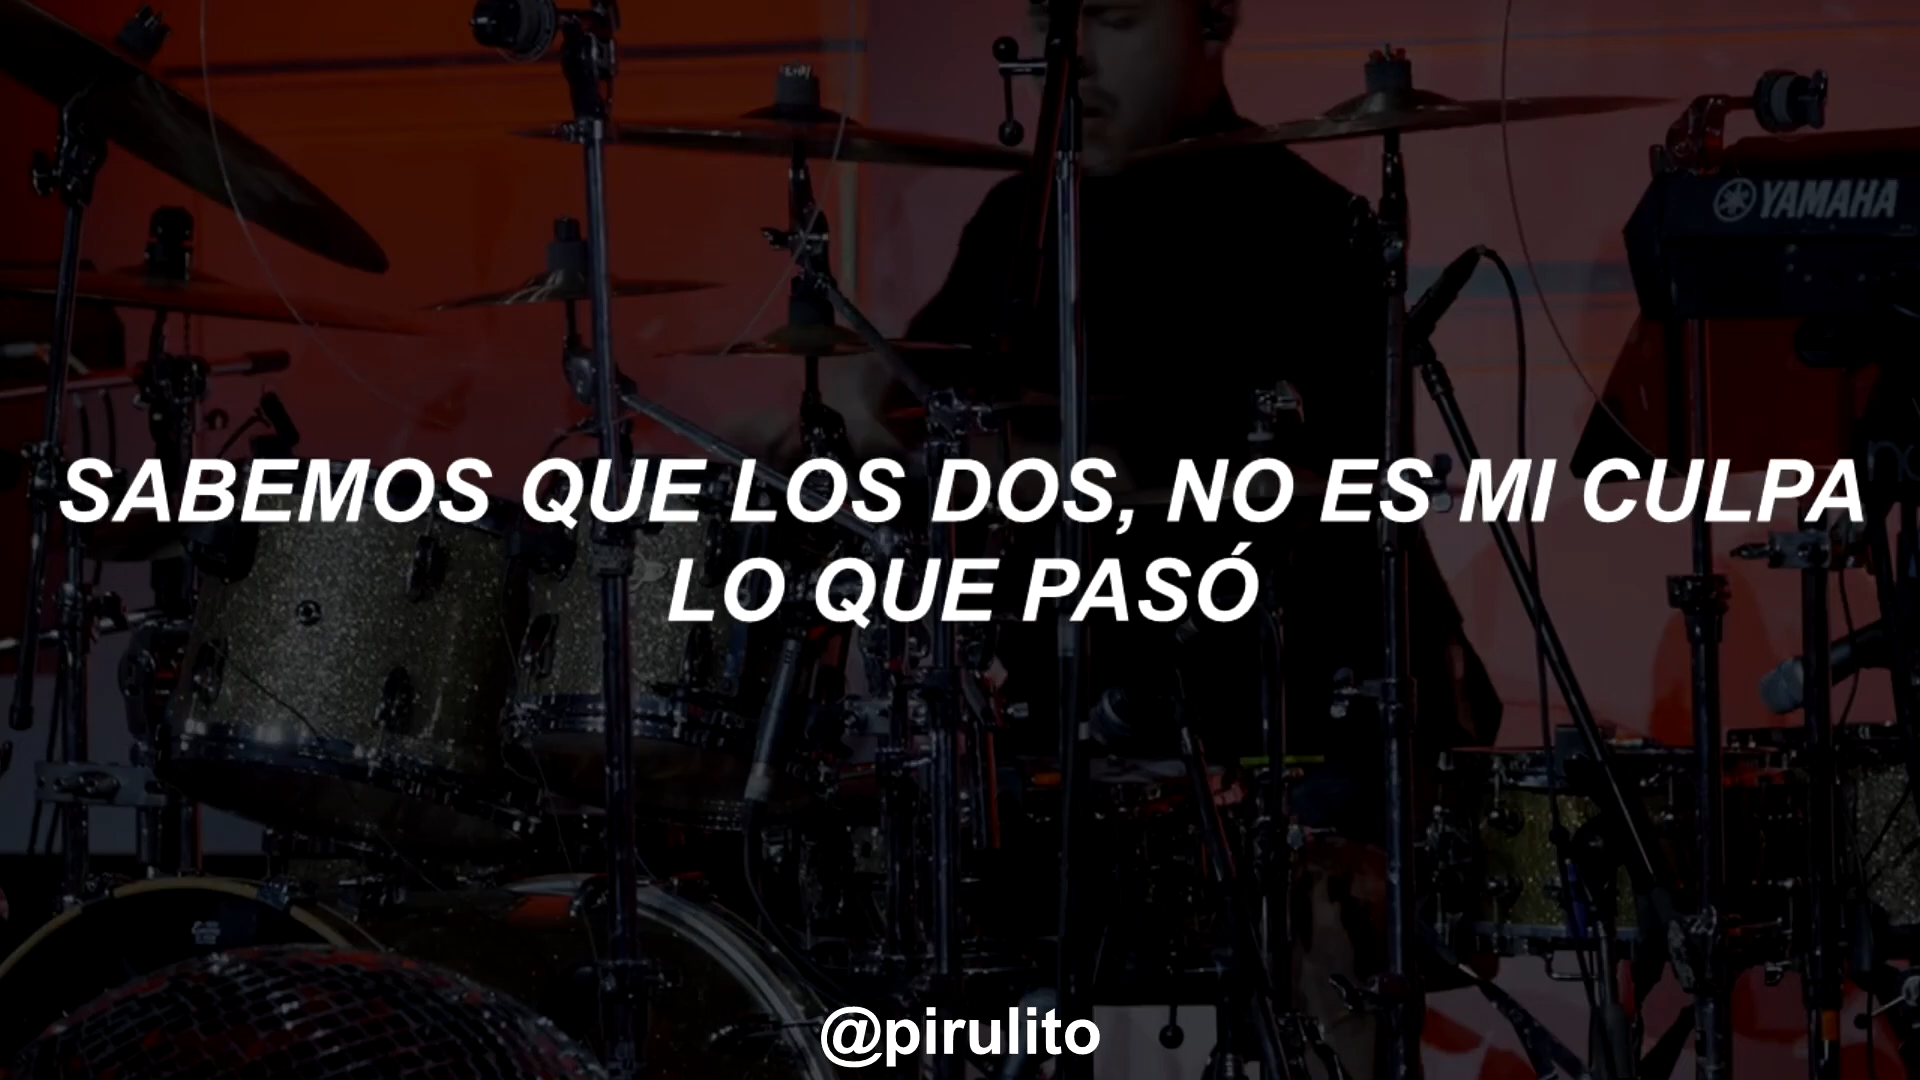 YAMAHA
SABEMOS QUE LOS DOS, NO ES MI CULPA
LO QUE PASÓ
@pirulito